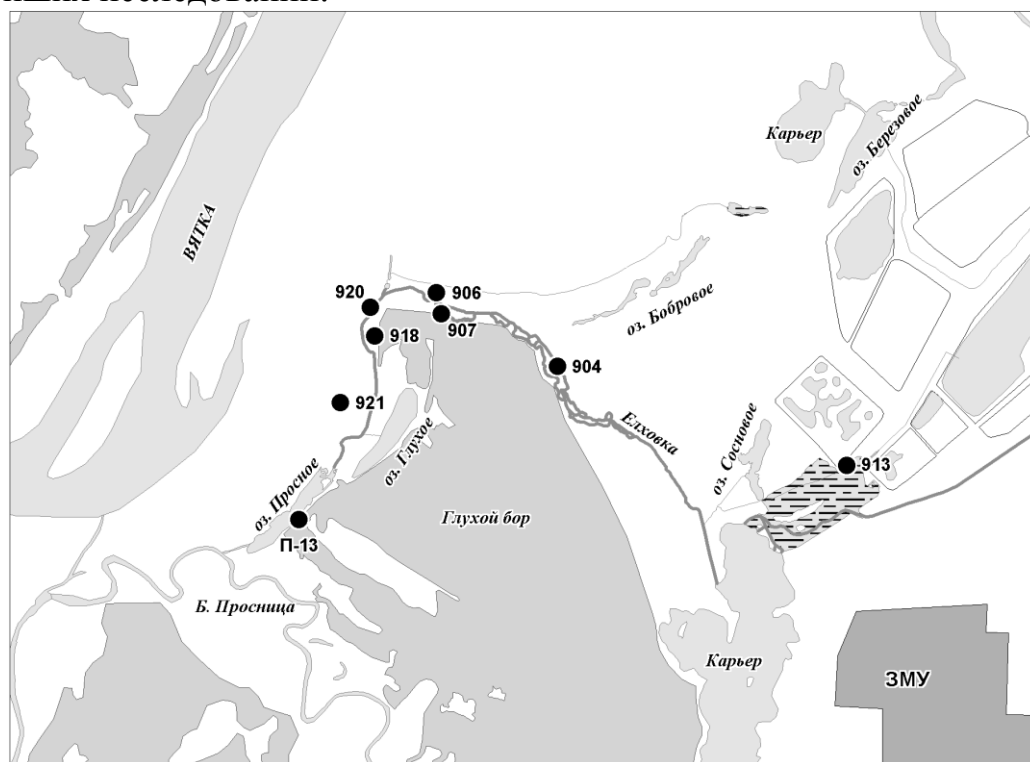 Карьер
оз. Березовое
ВЯТКА
920
906
907
918
оз. Бобровое
904
921
Елховка
оз. Сосновое
913
оз. Глухое
оз. Просное
Глухой бор
П-13
Б. Просница
Карьер
ЗМУ